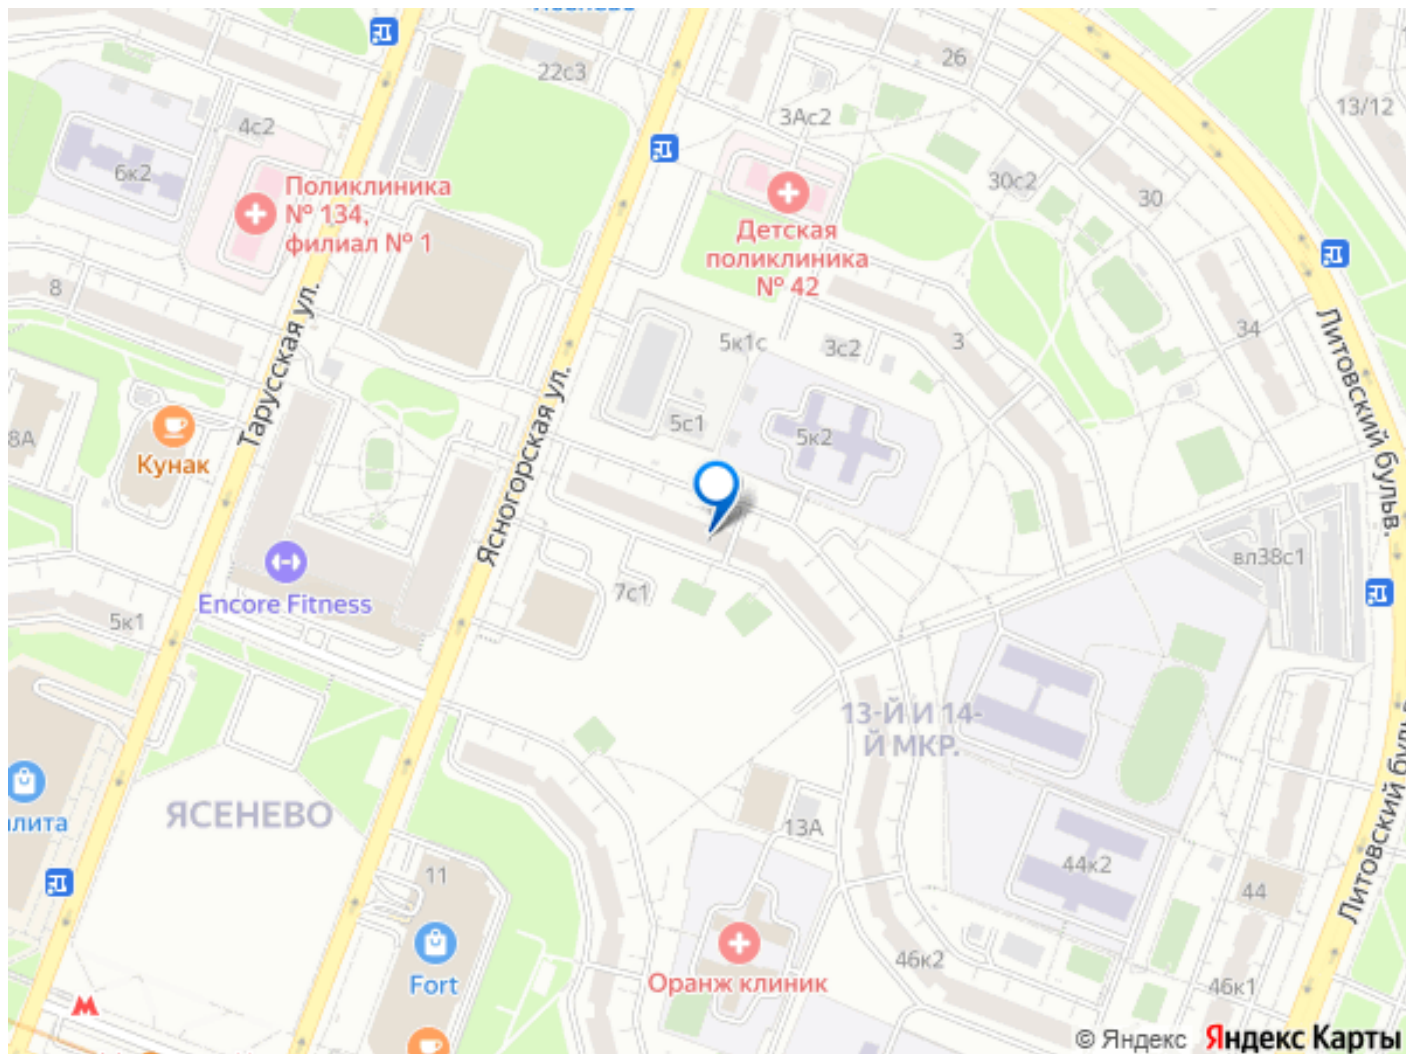 22с3
26
13/12
4с2
3Ас2
6к2
Поликлиника
№ 134,
филиал № 1
30с2
30
Детская
поликлиника
№ 42
8
Тарусская ул.
5к1с
3с2
3
34
Литовский бульв.
Ясногорская ул.
8А
Кунак
5с1
5к2
вл38с1
Encore Fitness
7с1
5к1
13-Й И 14-
Й МКР.
ЯСЕНЕВО
13А
44к2
44
Литовский бульв
11
Fort
Оранж клиник
46к2
46к1
© Яндекс Яндекс Карты